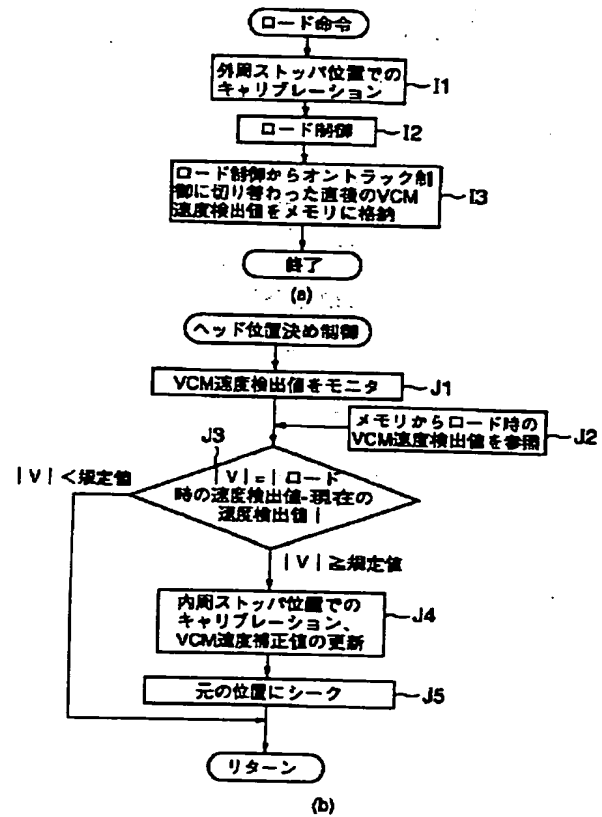 ロード命令
外周ストッパ位置での
キャリブレーション
I1
ロード制御
I2
ロード制御からオントラック制
御に切り替わった直後のVCM
速度検出値をメモリに格納
I3
終了
(a)
ヘッド位置決め制御
VCM速度検出値をモニタ
J1
メモリからロード時の
VCM速度検出値を参照
J2
J3
|V|=|ロード
時の速度検出値-現在の
速度検出値|
|V|<規定値
|V|≧規定値
内周ストッパ位置での
キャリブレーション、
VCM速度補正値の更新
J4
元の位置にシーク
J5
リターン
(b)